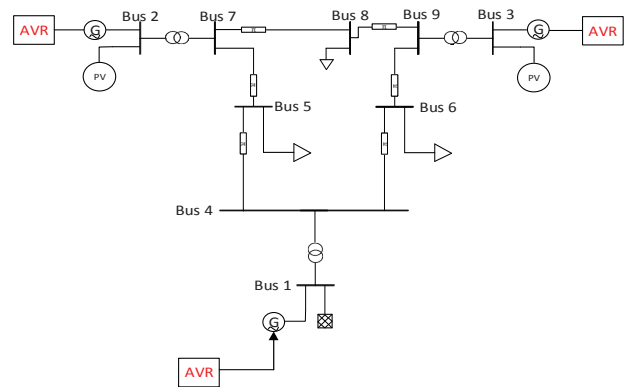 Bus 2
Bus 7
Bus 8
Bus 9
Bus 3
AVR
G
G
AVR
PV
PV
Bus 5
Bus 6
Bus 4
Bus 1
G
AVR